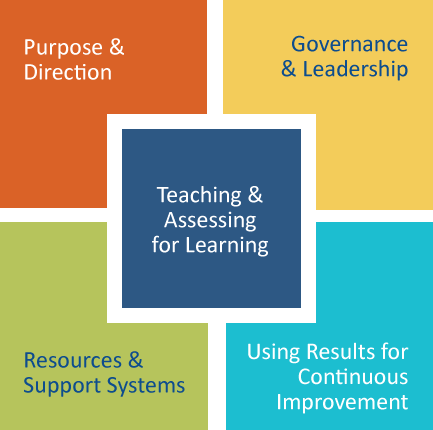 Purpose &
Direction
Governance
& Leadership
Teaching &
Assessing
for Learning
Resources &
Support Systems
Using Results for
Continuous
Improvement